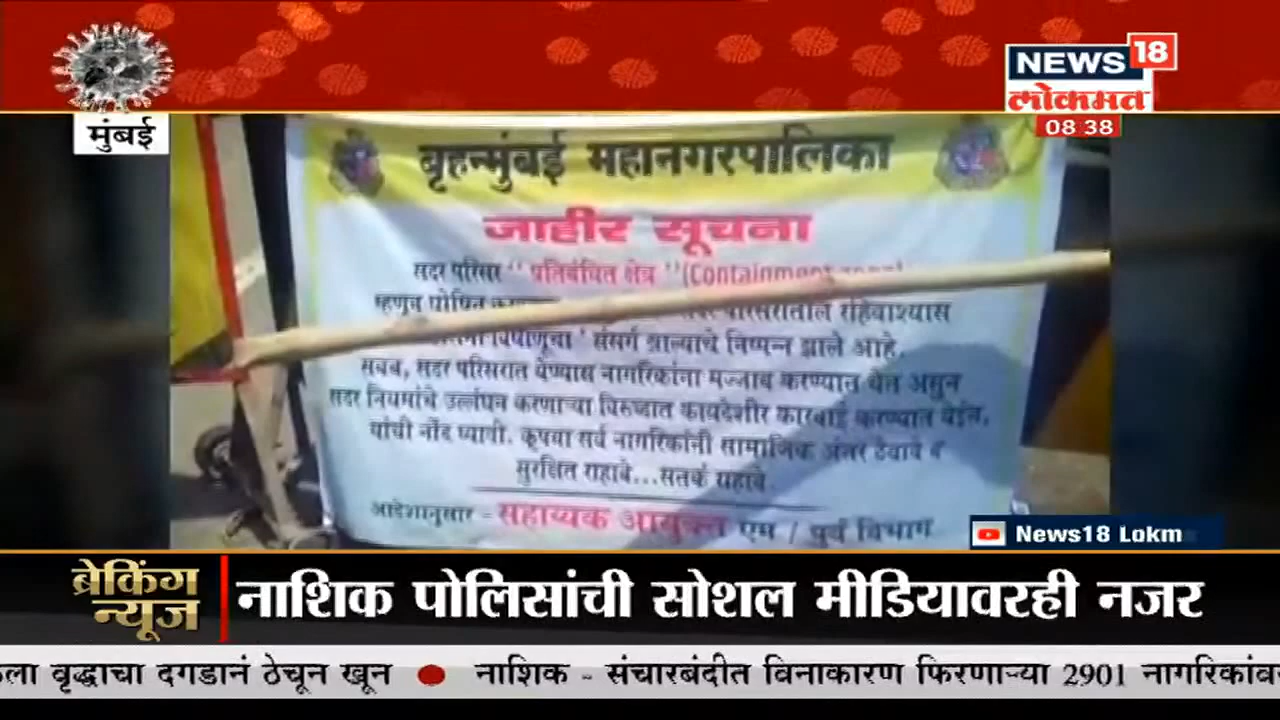 NEWS 18
लोकमत
08 38
मुंबई
बृहन्मुंबई महानगरपालिका
जाहीर सूचना
सदर परिसर " प्रतिबंधित क्षेत्र "(Containment
म्हणुन घोषित रहिवाश्यास
संसर्ग झाल्याचे निष्पन्न झाले आहे.
सबब, सदर परिसरात येण्यास नागरिकांना मज्जाव करण्यात येत असुन
सदर नियमांचे उल्लंघन करणाऱ्या विरुध्दात कायदेशीर कारवाई करण्यात येईल,
यांची नोंद घ्यावी. कृपया सर्व नागरिकांनी सामाजिक अंतर ठेवावे व
सुरक्षित राहावे...सतर्क राहावे
आदेशानुसार - सहाय्यक आयुक्त एम / पुर्व विभाग
News18 Lokm
ब्रेकिंग
न्यूज
नाशिक पोलिसांची सोशल मीडियावरही नजर
ला वृद्धाचा दगडानं ठेचून खून ● नाशिक - संचारबंदीत विनाकारण फिरणाऱ्या 2901 नागरिकांव